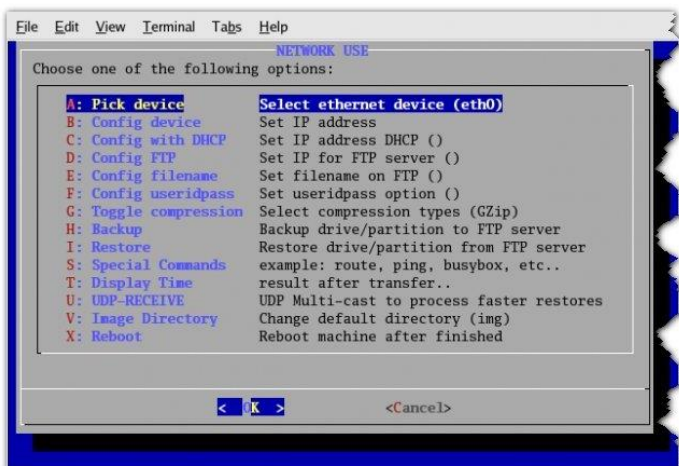 File Edit View Terminal Tabs Help
NETWORK USE
Choose one of the following options:
A: Pick device Select ethernet device (eth0)
B: Config device Set IP address
C: Config with DHCP Set IP address DHCP ()
D: Config FTP Set IP for FTP server ()
E: Config filename Set filename on FTP ()
F: Config useridpass Set useridpass option ()
G: Toggle compression Select compression types (GZip)
H: Backup Backup drive/partition to FTP server
I: Restore Restore drive/partition from FTP server
S: Special Commands example: route, ping, busybox, etc..
T: Display Time result after transfer..
U: UDP-RECEIVE UDP Multi-cast to process faster restores
V: Image Directory Change default directory (img)
X: Reboot Reboot machine after finished
< OK > <Cancel>